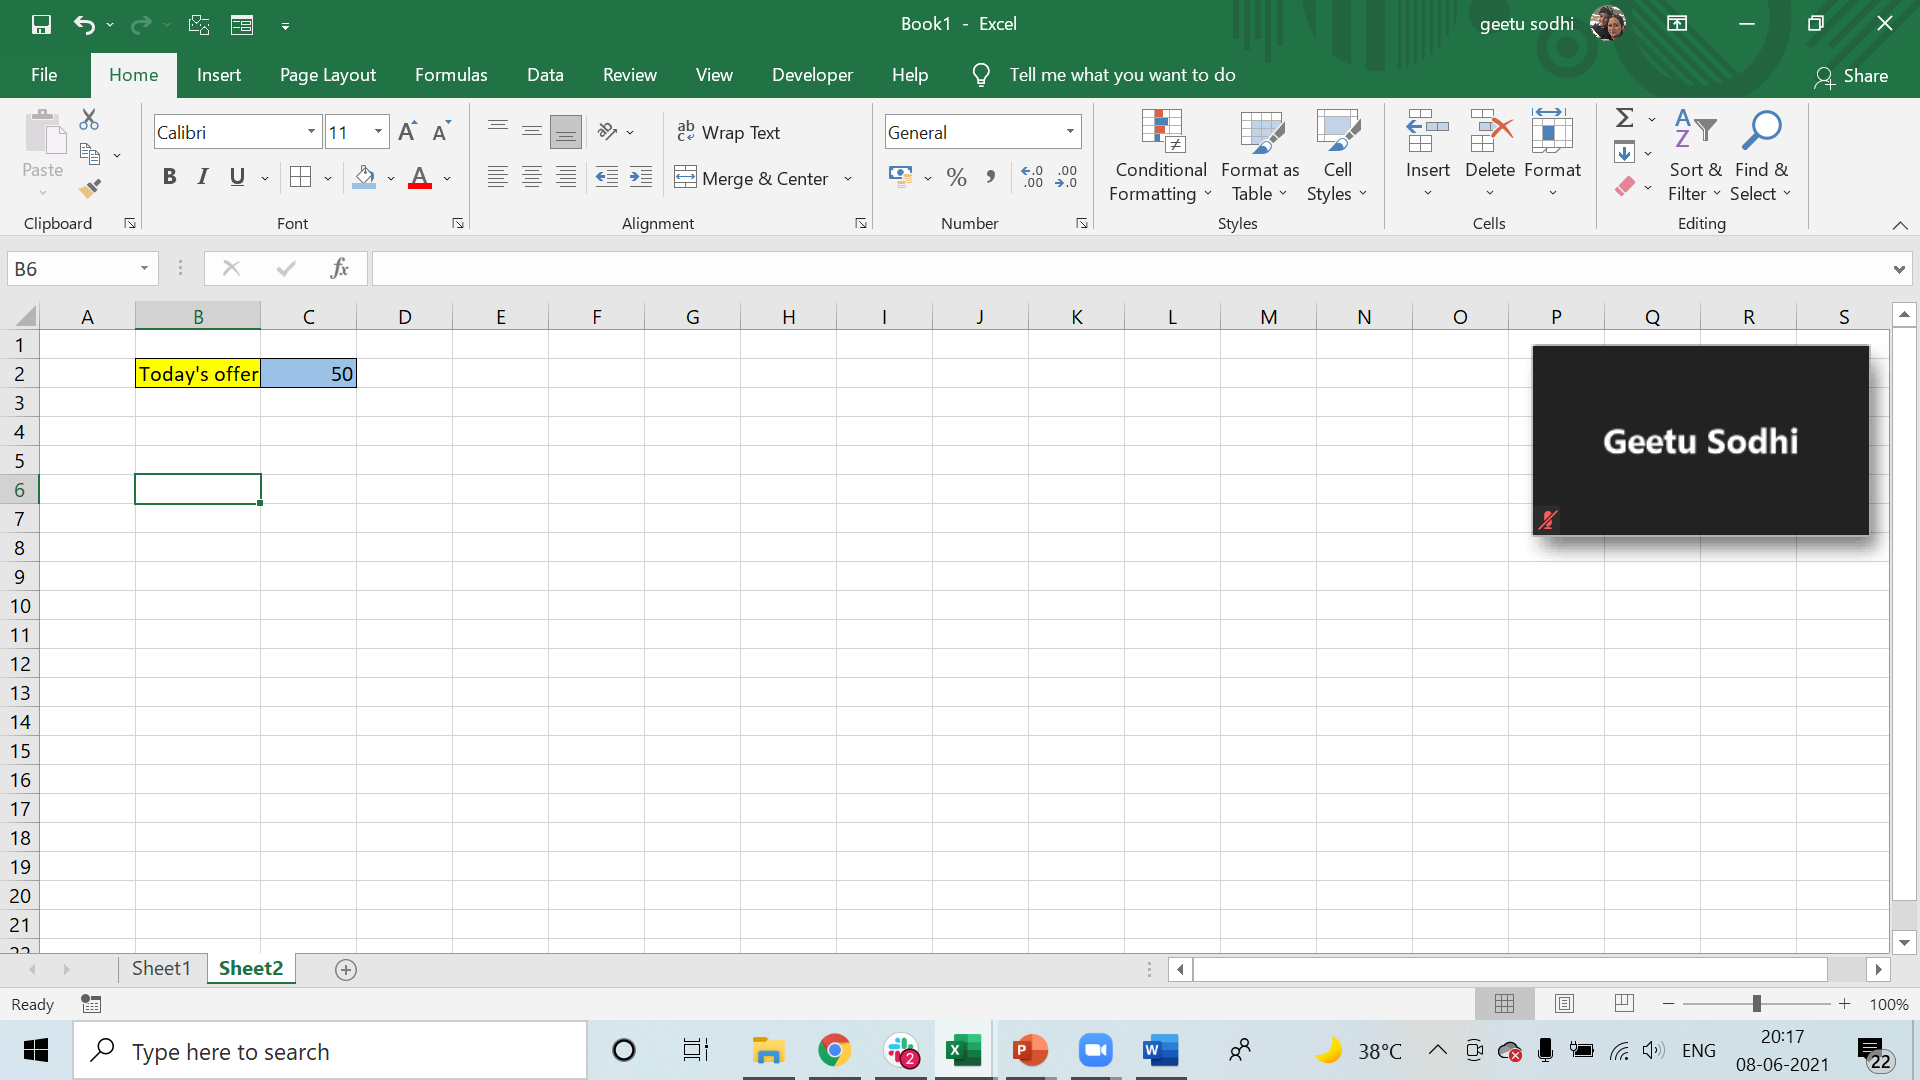 Book1 - Excel
geetu sodhi
File Home Insert Page Layout Formulas Data Review View Developer Help Tell me what you want to do Share
Calibri 11 Wrap Text General
Paste B I U Merge & Center % Conditional Formatting Format as Table Cell Styles Insert Delete Format Sort & Filter Find & Select
Clipboard Font Alignment Number Styles Cells Editing
B6 fx
A B C D E F G H I J K L M N O P Q R S
1
2 Today's offer 50
3
4
5
Geetu Sodhi
6
7
8
9
10
11
12
13
14
15
16
17
18
19
20
21
22
Sheet1 Sheet2
Ready 100%
Type here to search 2 38°C ENG 20:17
08-06-2021 22